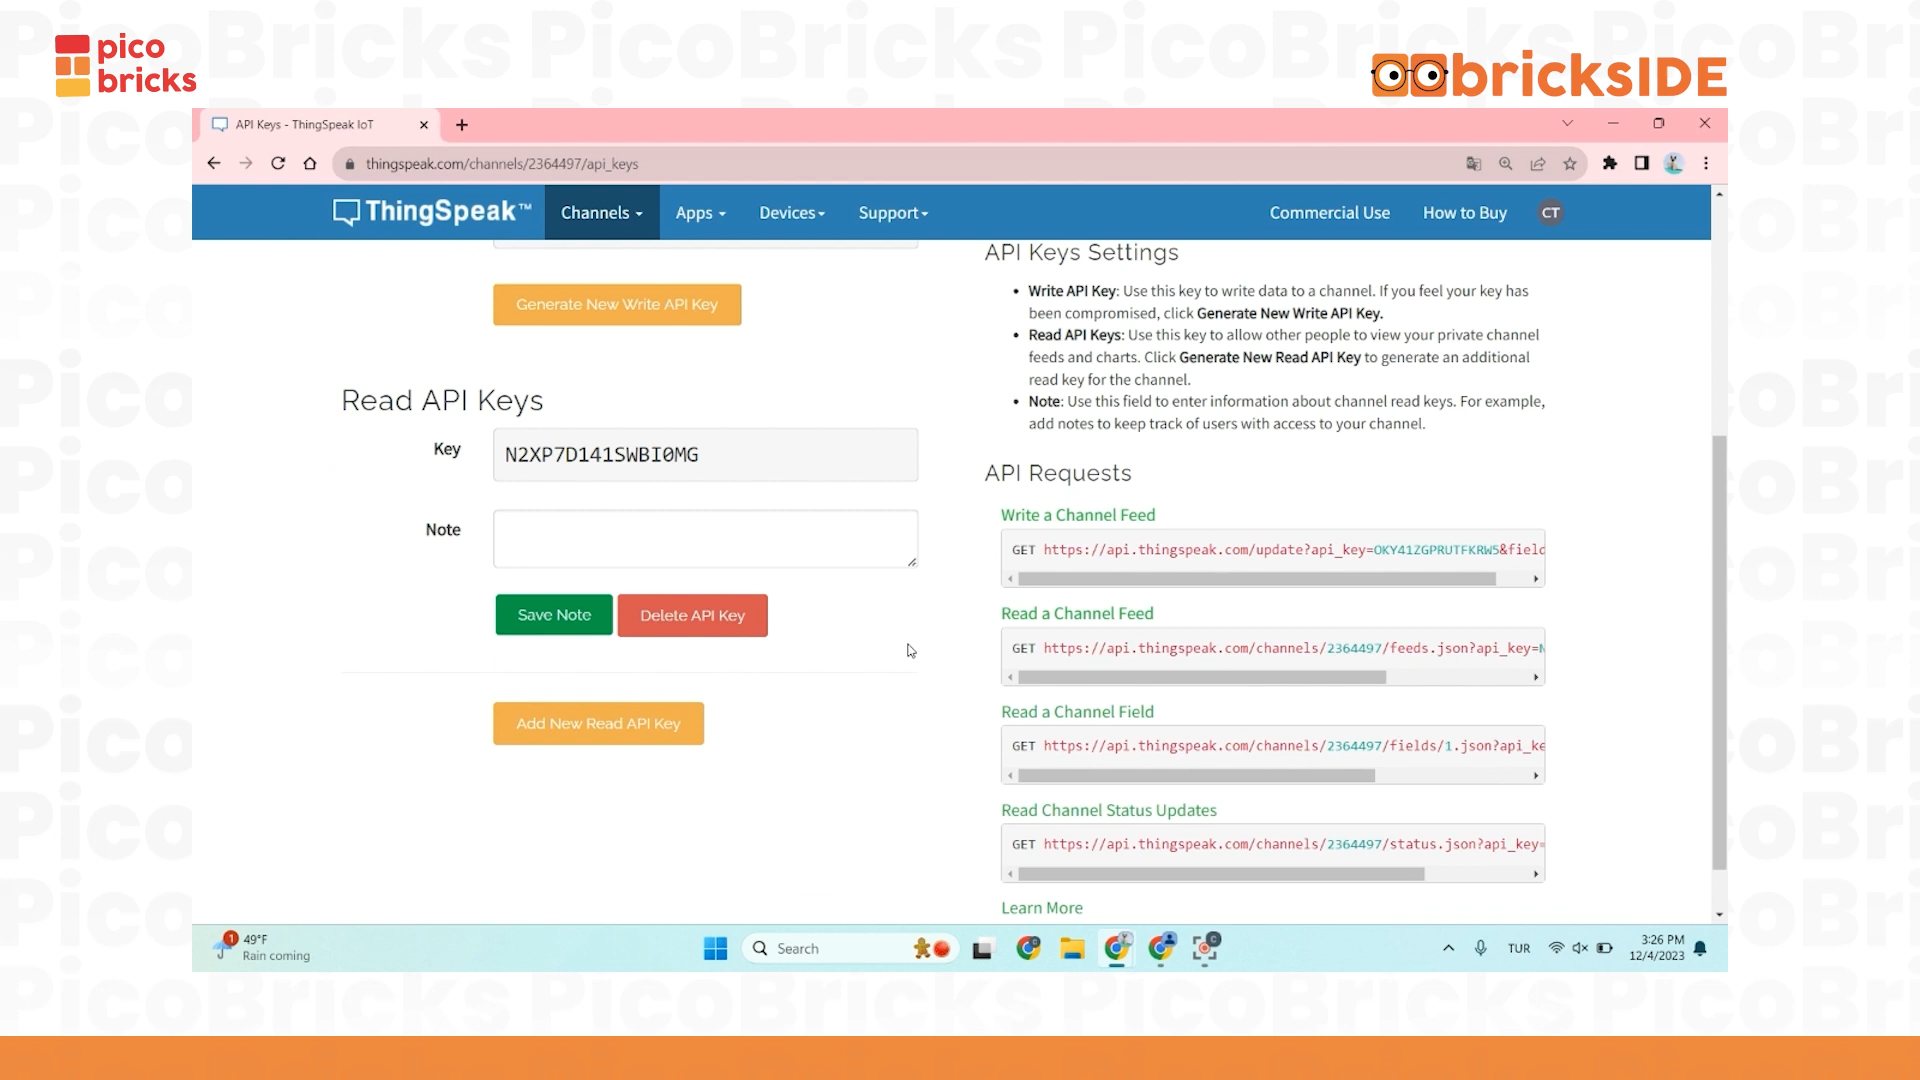 pico
bricks
bricksIDE
API Keys - ThingSpeak IoT
thingspeak.com/channels/2364497/api_keys
ThingSpeak™
Channels
Apps
Devices
Support
Commercial Use
How to Buy
CT
Generate New Write API Key
Read API Keys
Key
N2XP7D141SWBI0MG
Note
Save Note
Delete API Key
Add New Read API Key
API Keys Settings
• Write API Key: Use this key to write data to a channel. If you feel your key has
been compromised, click Generate New Write API Key.
• Read API Keys: Use this key to allow other people to view your private channel
feeds and charts. Click Generate New Read API Key to generate an additional
read key for the channel.
• Note: Use this field to enter information about channel read keys. For example,
add notes to keep track of users with access to your channel.
API Requests
Write a Channel Feed
GET https://api.thingspeak.com/update?api_key=OKY41ZGPRUTFKRW5&field
Read a Channel Feed
GET https://api.thingspeak.com/channels/2364497/feeds.json?api_key=N
Read a Channel Field
GET https://api.thingspeak.com/channels/2364497/fields/1.json?api_ke
Read Channel Status Updates
GET https://api.thingspeak.com/channels/2364497/status.json?api_key=
Learn More
1
49°F
Rain coming
Search
TUR
3:26 PM
12/4/2023